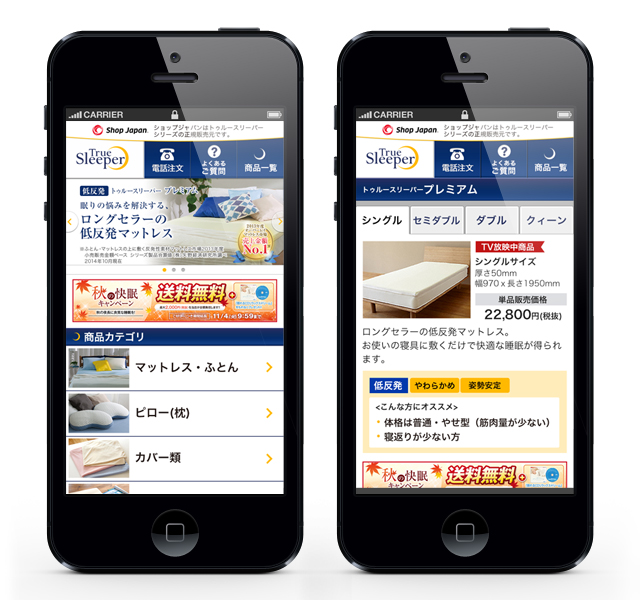 CARRIER
Shop Japan.
ショップジャパンはトゥルースリーパー
シリーズの正規販売元です。
True
Sleeper
電話注文
よくある
ご質問
商品一覧
低反発 トゥルースリーパー プレミアム
眠りの悩みを解決する、
ロングセラーの
低反発マットレス
売上金額
No.1
2014年10月現在
秋の快眠
キャンペーン
送料無料+
11/4(火)9:59まで
商品カテゴリ
マットレス・ふとん
ピロー(枕)
カバー類
CARRIER
Shop Japan.
ショップジャパンはトゥルースリーパー
シリーズの正規販売元です。
True
Sleeper
電話注文
よくある
ご質問
商品一覧
トゥルースリーパープレミアム
シングル
セミダブル
ダブル
クィーン
TV放映中商品
シングルサイズ
厚さ50mm
幅970 x 長さ1950mm
単品販売価格
22,800円(税抜)
ロングセラーの低反発マットレス。
お使いの寝具に敷くだけで快適な睡眠が得られ
ます。
低反発 やわらかめ 姿勢安定
<こんな方にオススメ>
体格は普通・やせ型（筋肉量が少ない）
寝返りが少ない方
秋の快眠
キャンペーン
送料無料+